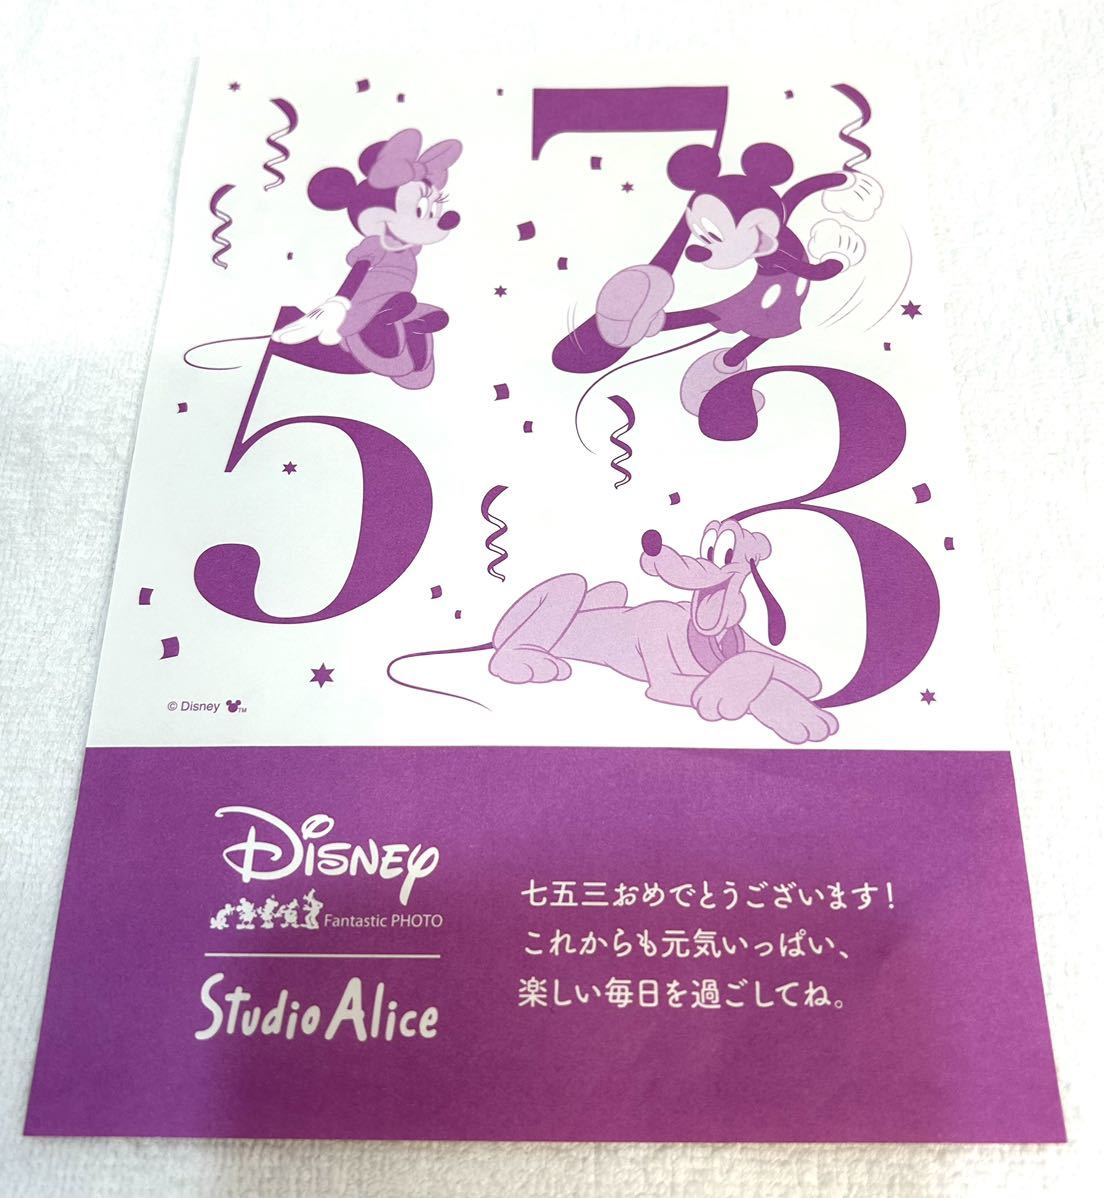 7
5
3
© Disney TM
Disney
Fantastic PHOTO
Studio Alice
七五三おめでとうございます！
これからも元気いっぱい、
楽しい毎日を過ごしてね。